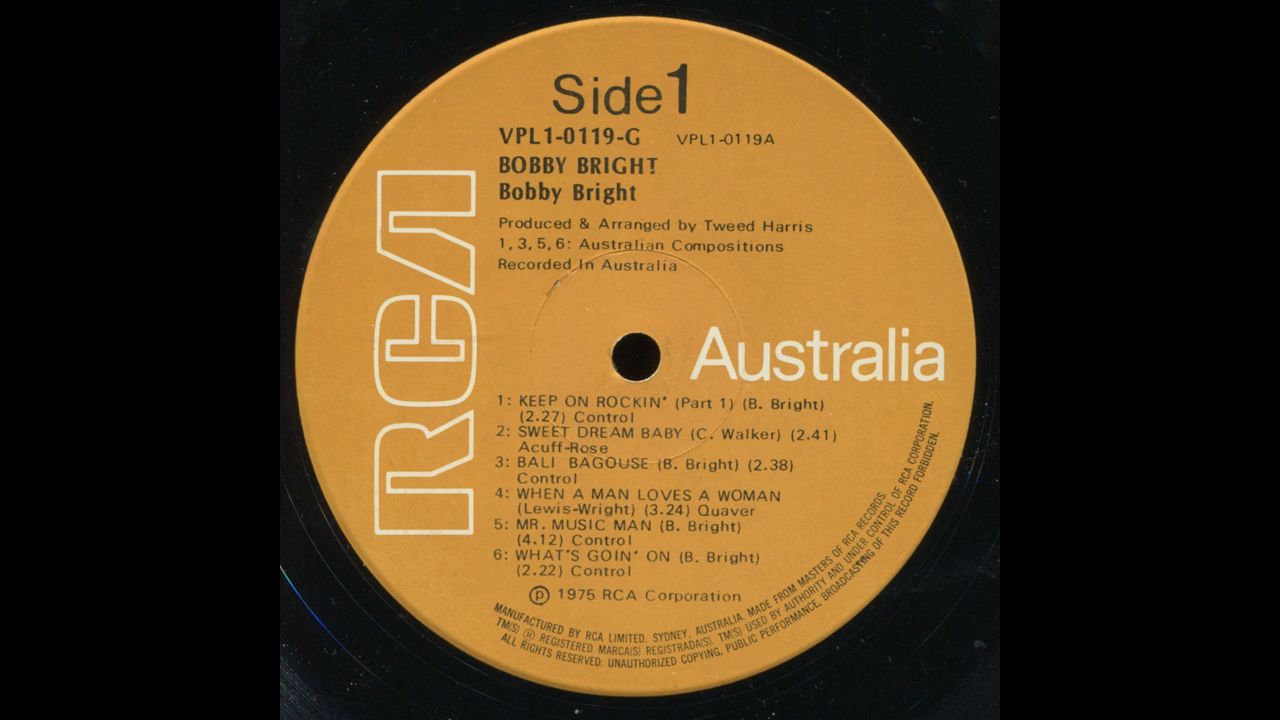 Side 1
VPL1-0119-G VPL1-0119A
BOBBY BRIGHT
Bobby Bright
Produced & Arranged by Tweed Harris
1, 3, 5, 6: Australian Compositions
Recorded In Australia
RCA
Australia
1: KEEP ON ROCKIN' (Part 1) (B. Bright)
(2.27) Control
2: SWEET DREAM BABY (C. Walker) (2.41)
Acuff-Rose
3: BALI BAGOUSE (B. Bright) (2.38)
Control
4: WHEN A MAN LOVES A WOMAN
(Lewis-Wright) (3.24) Quaver
5: MR. MUSIC MAN (B. Bright)
(4.12) Control
6: WHAT'S GOIN' ON (B. Bright)
(2.22) Control
℗ 1975 RCA Corporation
MANUFACTURED BY RCA LIMITED, SYDNEY, AUSTRALIA. MADE FROM MASTERS OF RCA RECORDS.
TM(S) ® REGISTERED MARCA(S) REGISTRADA(S). TM(S) USED BY AUTHORITY AND UNDER CONTROL OF RCA CORPORATION.
ALL RIGHTS RESERVED. UNAUTHORIZED COPYING, PUBLIC PERFORMANCE, BROADCASTING OF THIS RECORD FORBIDDEN.